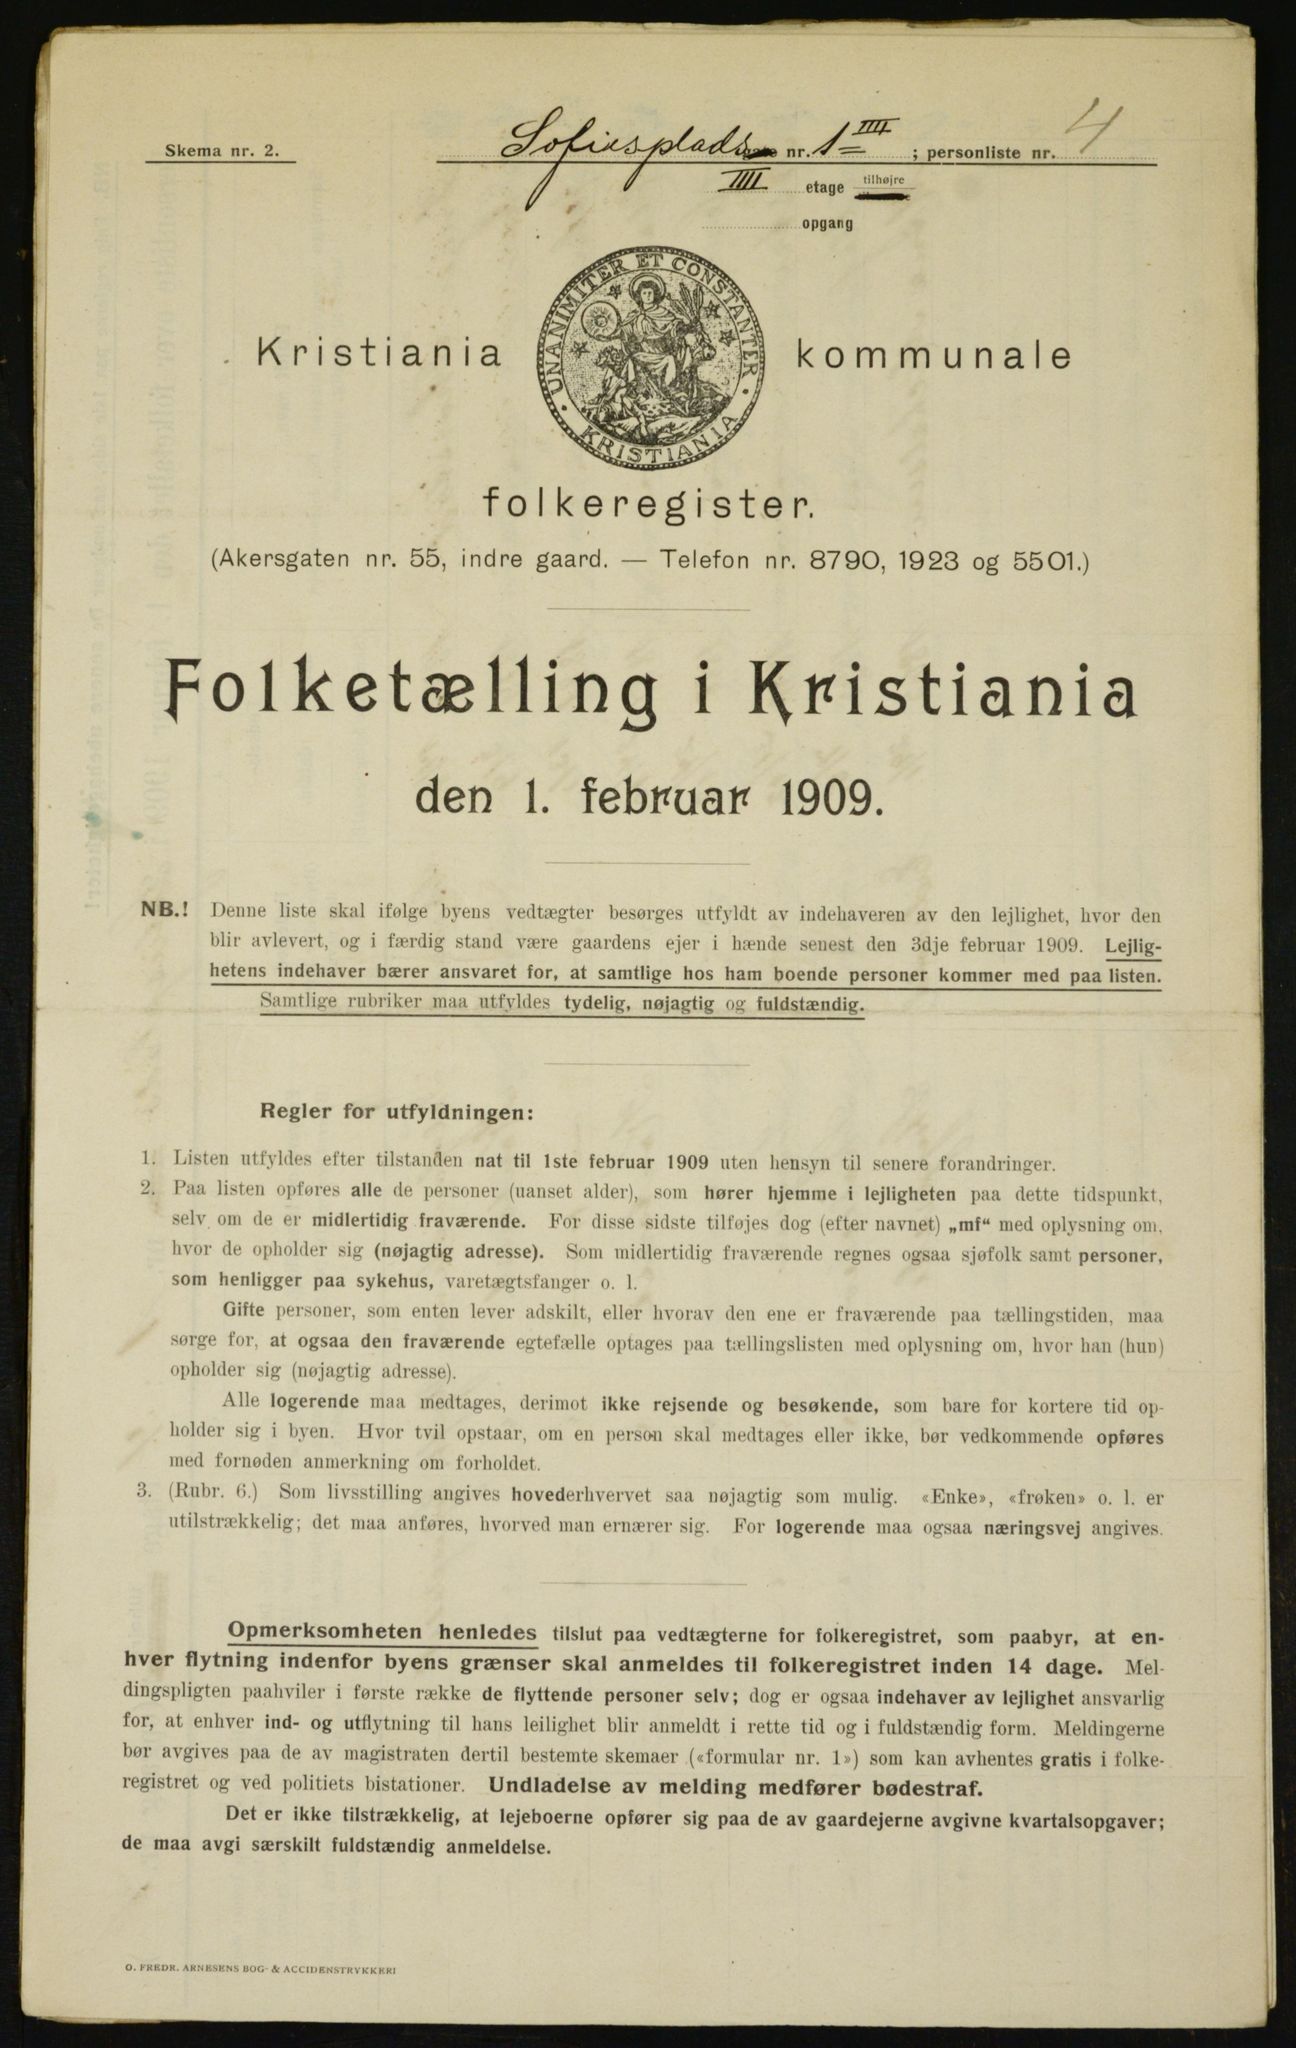 Skema nr. 2.
Sofiesplads nr. 1 IIII ; personliste nr. 4
IIII etage tilhøjre
opgang
UNANIMITER ET CONSTANTER · KRISTIANIA ·
Kristiania kommunale
folkeregister.
(Akersgaten nr. 55, indre gaard. — Telefon nr. 8790, 1923 og 5501.)
Folketælling i Kristiania
den 1. februar 1909.
NB.! Denne liste skal ifølge byens vedtægter besørges utfyldt av indehaveren av den lejlighet, hvor den
blir avlevert, og i færdig stand være gaardens ejer i hænde senest den 3dje februar 1909. Lejlig-
hetens indehaver bærer ansvaret for, at samtlige hos ham boende personer kommer med paa listen.
Samtlige rubriker maa utfyldes tydelig, nøjagtig og fuldstændig.
Regler for utfyldningen:
1. Listen utfyldes efter tilstanden nat til 1ste februar 1909 uten hensyn til senere forandringer.
2. Paa listen opføres alle de personer (uanset alder), som hører hjemme i lejligheten paa dette tidspunkt,
selv om de er midlertidig fraværende. For disse sidste tilføjes dog (efter navnet) „mf“ med oplysning om,
hvor de opholder sig (nøjagtig adresse). Som midlertidig fraværende regnes ogsaa sjøfolk samt personer,
som henligger paa sykehus, varetægtsfanger o. l.
Gifte personer, som enten lever adskilt, eller hvorav den ene er fraværende paa tællingstiden, maa
sørge for, at ogsaa den fraværende egtefælle optages paa tællingslisten med oplysning om, hvor han (hun)
opholder sig (nøjagtig adresse).
Alle logerende maa medtages, derimot ikke rejsende og besøkende, som bare for kortere tid op-
holder sig i byen. Hvor tvil opstaar, om en person skal medtages eller ikke, bør vedkommende opføres
med fornøden anmerkning om forholdet.
3. (Rubr. 6.) Som livsstilling angives hovederhvervet saa nøjagtig som mulig. «Enke», «frøken» o. l. er
utilstrækkelig; det maa anføres, hvorved man ernærer sig. For logerende maa ogsaa næringsvej angives.
Opmerksomheten henledes tilslut paa vedtægterne for folkeregistret, som paabyr, at en-
hver flytning indenfor byens grænser skal anmeldes til folkeregistret inden 14 dage. Mel-
dingspligten paahviler i første række de flyttende personer selv; dog er ogsaa indehaver av lejlighet ansvarlig
for, at enhver ind- og utflytning til hans leilighet blir anmeldt i rette tid og i fuldstændig form. Meldingerne
bør avgives paa de av magistraten dertil bestemte skemaer («formular nr. 1») som kan avhentes gratis i folke-
registret og ved politiets bistationer. Undladelse av melding medfører bødestraf.
Det er ikke tilstrækkelig, at lejeboerne opfører sig paa de av gaardejerne avgivne kvartalsopgaver;
de maa avgi særskilt fuldstændig anmeldelse.
O. FREDR. ARNESENS BOG- & ACCIDENSTRYKKERI